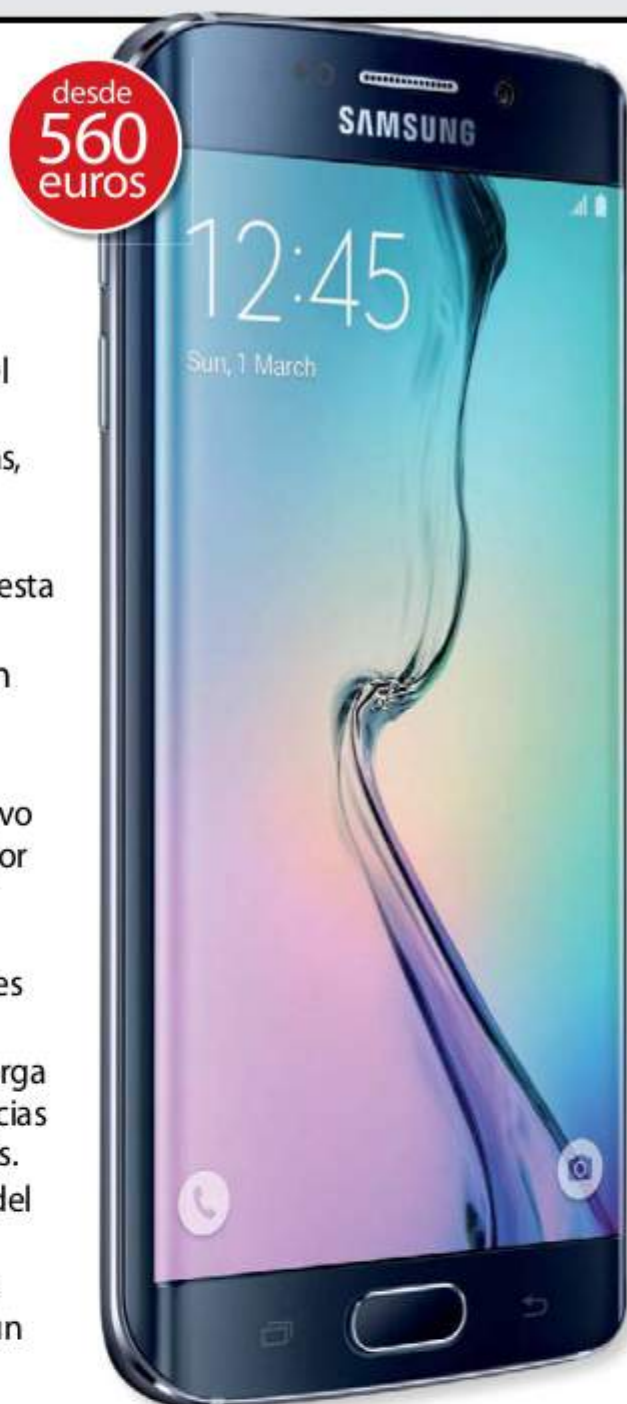 desde
560
euros
SAMSUNG
12:45
Sun, 1 March
l
s,
esta
n
vo
or
es
rga
cias
s.
del
un